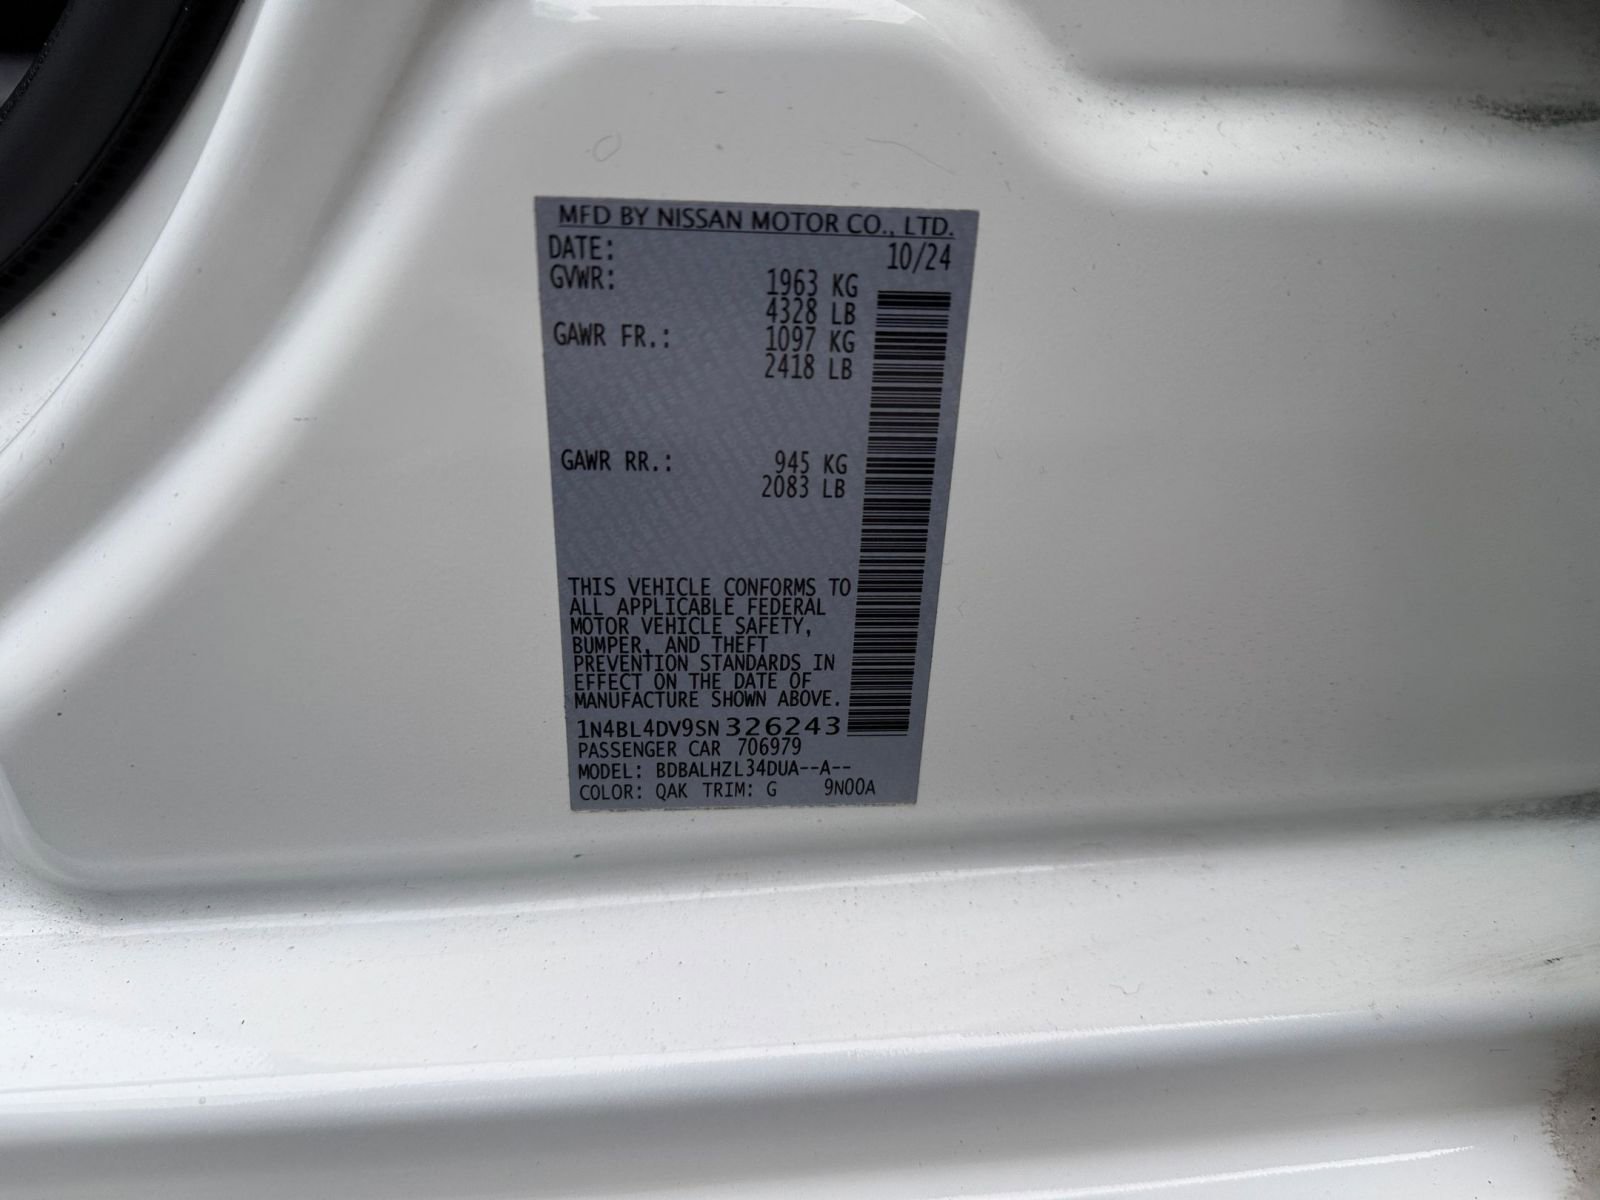 MFD BY NISSAN MOTOR CO., LTD.
DATE: 10/24
GVWR: 1963 KG
4328 LB
GAWR FR.: 1097 KG
2418 LB
GAWR RR.: 945 KG
2083 LB
THIS VEHICLE CONFORMS TO
ALL APPLICABLE FEDERAL
MOTOR VEHICLE SAFETY,
BUMPER, AND THEFT
PREVENTION STANDARDS IN
EFFECT ON THE DATE OF
MANUFACTURE SHOWN ABOVE.
1N4BL4DV9SN326243
PASSENGER CAR 706979
MODEL: BDBALHZL34DUA--A--
COLOR: QAK TRIM: G 9N00A